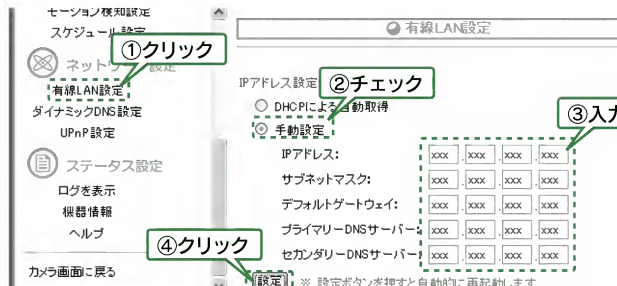 モーション検知設定
スケジュール設定
①クリック
ネットワーク設定
有線LAN設定
ダイナミックDNS設定
UPnP設定
ステータス設定
ログを表示
機器情報
ヘルプ
カメラ画面に戻る
有線LAN設定
IPアドレス設定
②チェック
DHCPによる自動取得
手動設定
③入力
IPアドレス: xxx . xxx . xxx . xxx
サブネットマスク: xxx . xxx . xxx . xxx
デフォルトゲートウェイ: xxx . xxx . xxx . xxx
プライマリーDNSサーバー: xxx . xxx . xxx . xxx
セカンダリーDNSサーバー: xxx . xxx . xxx . xxx
④クリック
設定 ※ 設定ボタンを押すと自動的に再起動します